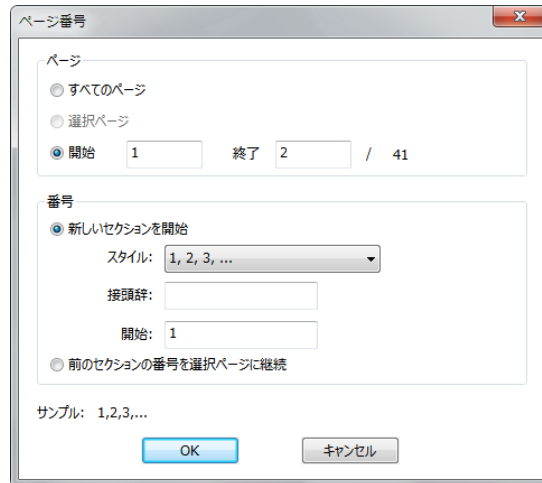 ページ番号
ページ
すべてのページ
選択ページ
開始 1 終了 2 / 41
番号
新しいセクションを開始
スタイル: 1, 2, 3, ...
接頭辞:
開始: 1
前のセクションの番号を選択ページに継続
サンプル: 1,2,3,...
OK キャンセル